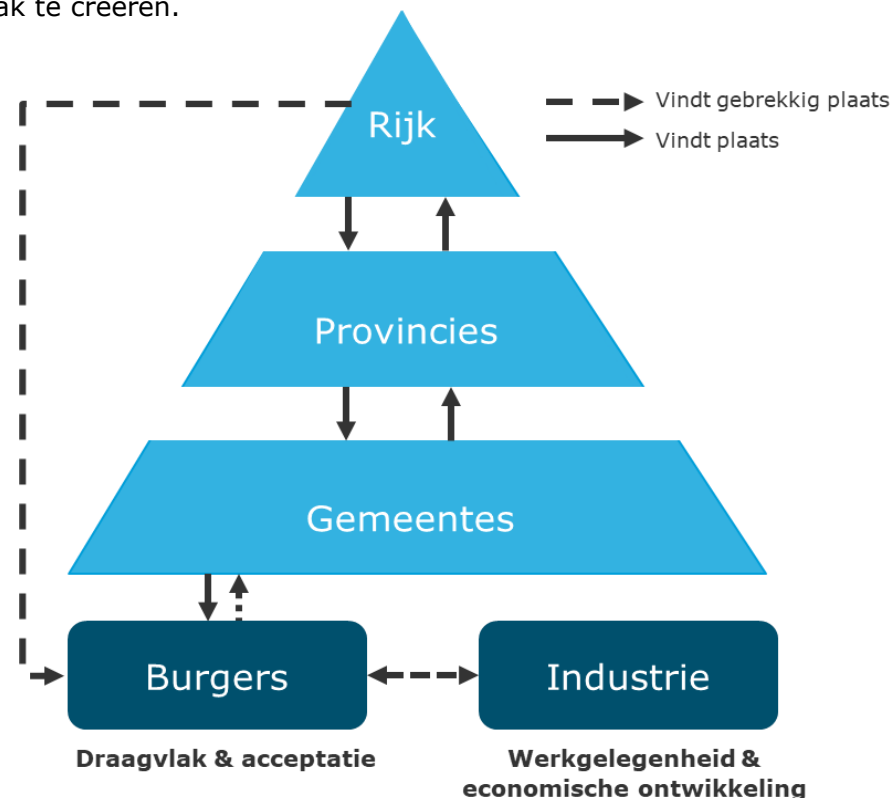 ak te creëren.
Rijk
Vindt gebrekkig plaats
Vindt plaats
Provincies
Gemeentes
Burgers
Industrie
Draagvlak & acceptatie
Werkgelegenheid &
economische ontwikkeling